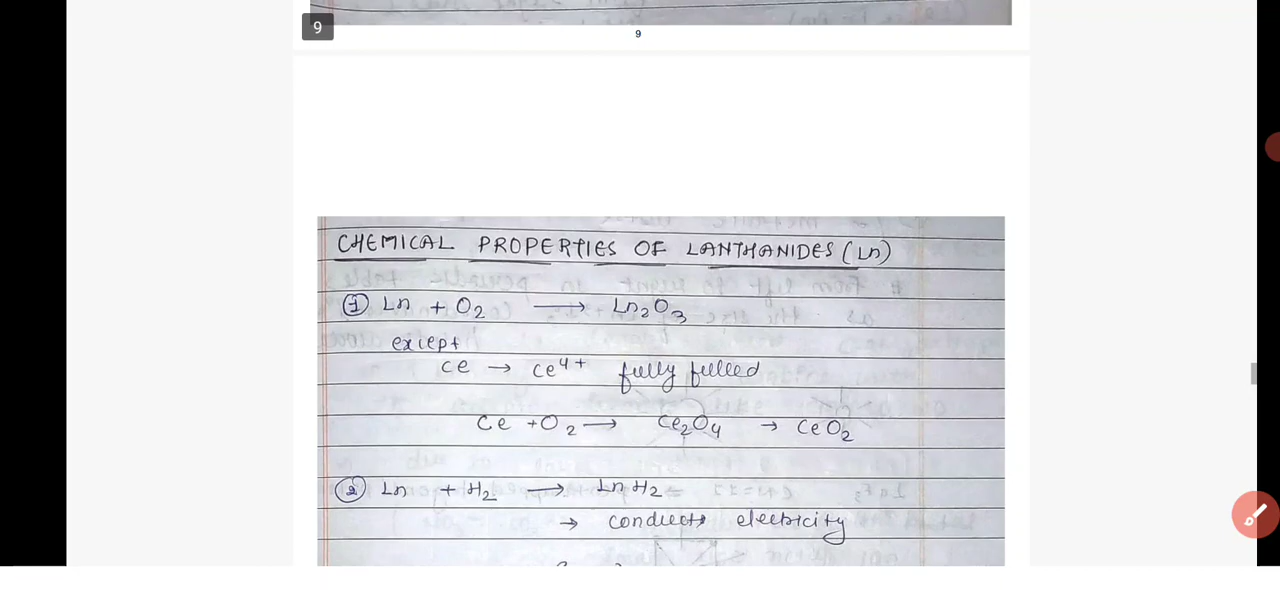 9
9
CHEMICAL PROPERTIES OF LANTHANIDES (Ln)
① Ln + O₂ ⟶ Ln₂O₃
except
Ce → Ce⁴⁺ fully fulled
Ce + O₂ ⟶ Ce₂O₄ → CeO₂
② Ln + H₂ ⟶ LnH₂
→ conducts electricity